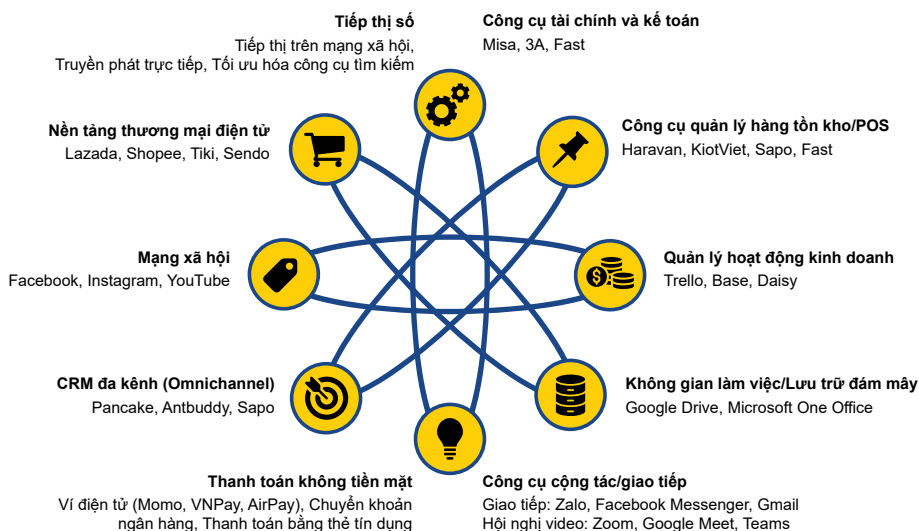 Tiếp thị số
Tiếp thị trên mạng xã hội,
Truyền phát trực tiếp, Tối ưu hóa công cụ tìm kiếm
Công cụ tài chính và kế toán
Misa, 3A, Fast
Nền tảng thương mại điện tử
Lazada, Shopee, Tiki, Sendo
Công cụ quản lý hàng tồn kho/POS
Haravan, KiotViet, Sapo, Fast
Mạng xã hội
Facebook, Instagram, YouTube
Quản lý hoạt động kinh doanh
Trello, Base, Daisy
CRM đa kênh (Omnichannel)
Pancake, Antbuddy, Sapo
Không gian làm việc/Lưu trữ đám mây
Google Drive, Microsoft One Office
Thanh toán không tiền mặt
Ví điện tử (Momo, VNPay, AirPay), Chuyển khoản
ngân hàng, Thanh toán bằng thẻ tín dụng
Công cụ cộng tác/giao tiếp
Giao tiếp: Zalo, Facebook Messenger, Gmail
Hội nghị video: Zoom, Google Meet, Teams